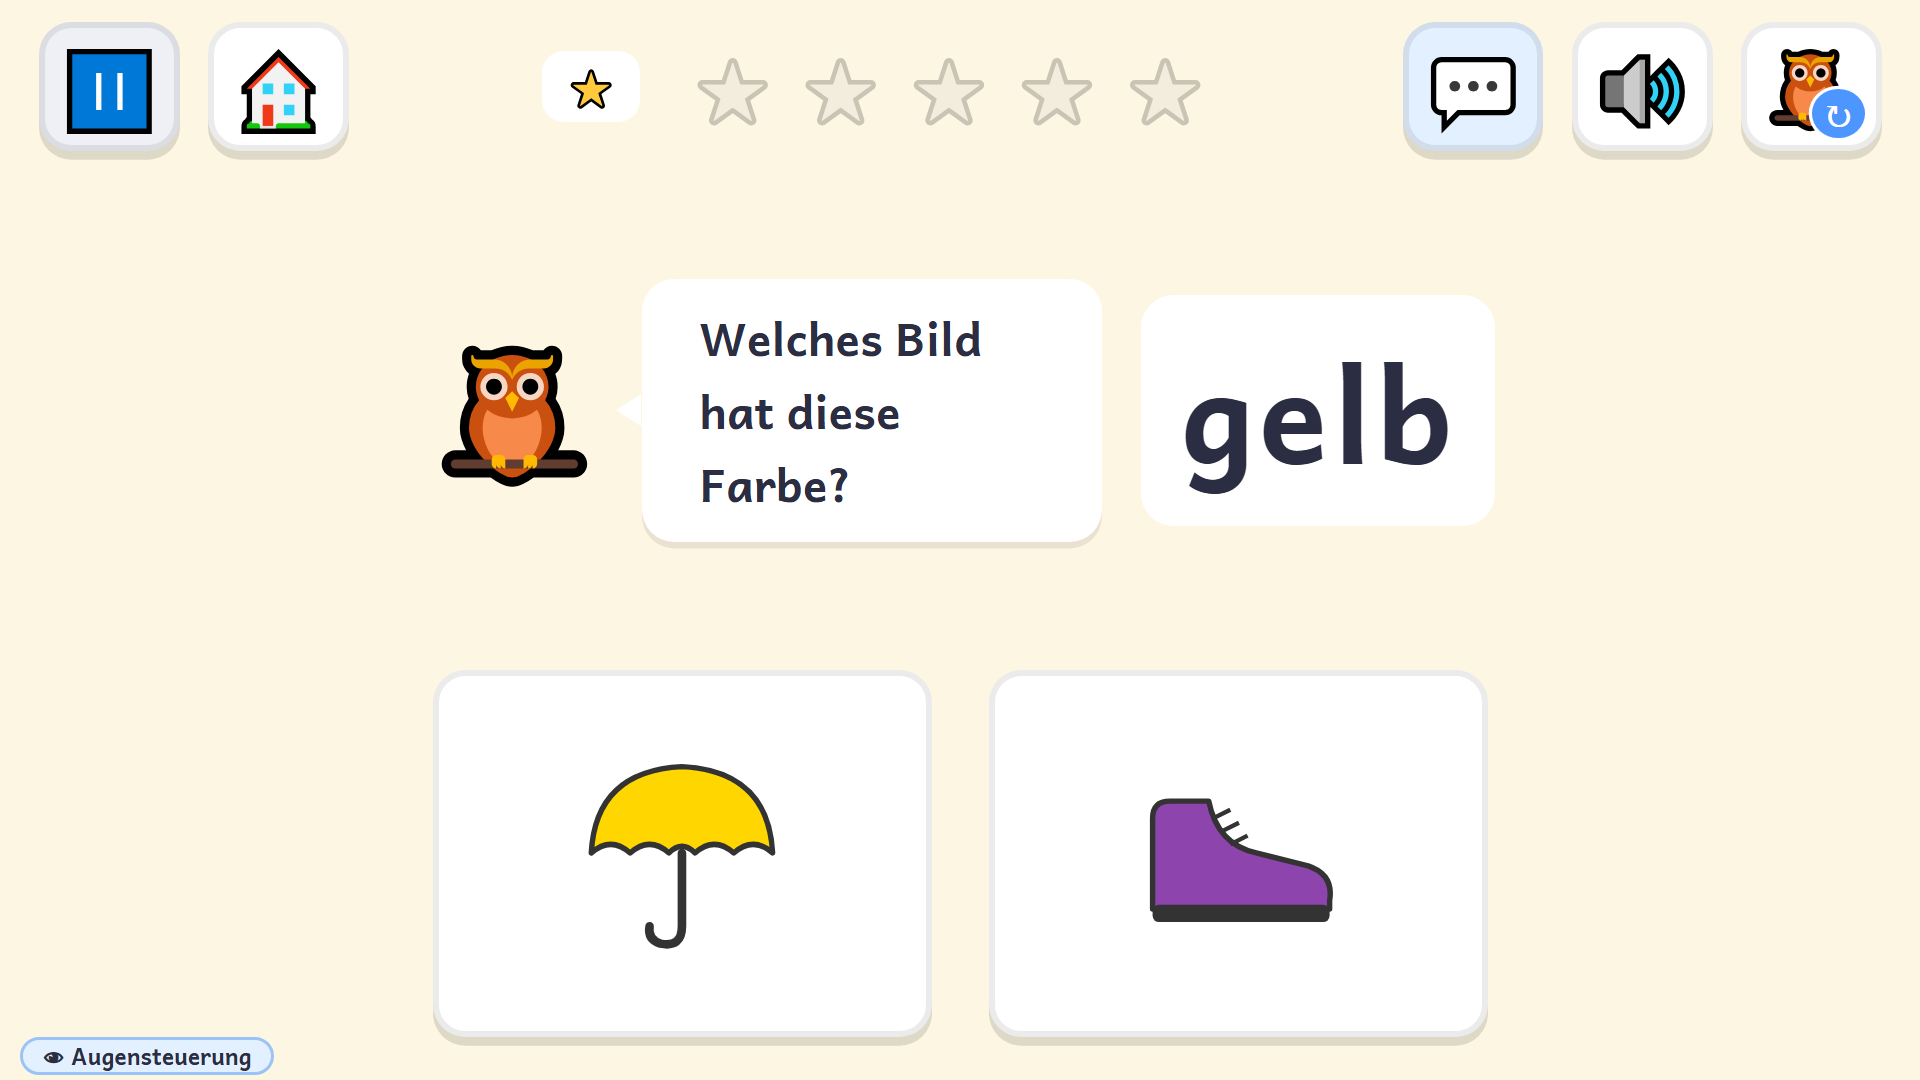 Welches Bild
hat diese
Farbe?
gelb
Augensteuerung